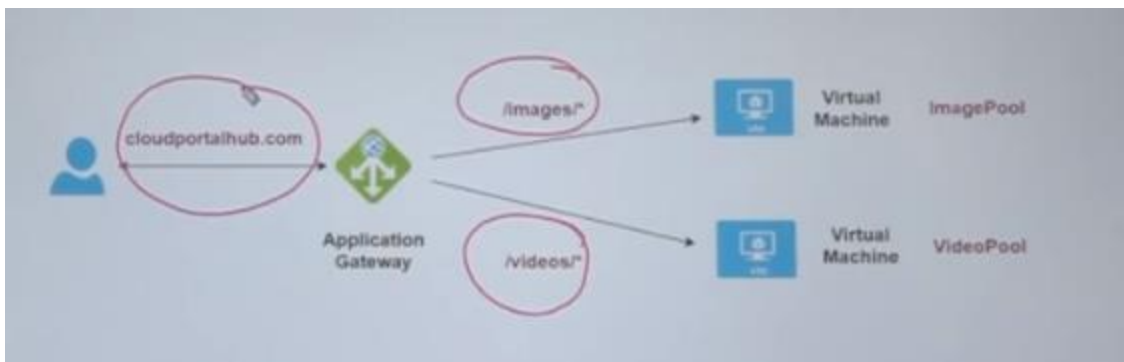 cloudportalhub.com
/images/*
Virtual
Machine
ImagePool
Application
Gateway
/videos/*
Virtual
Machine
VideoPool